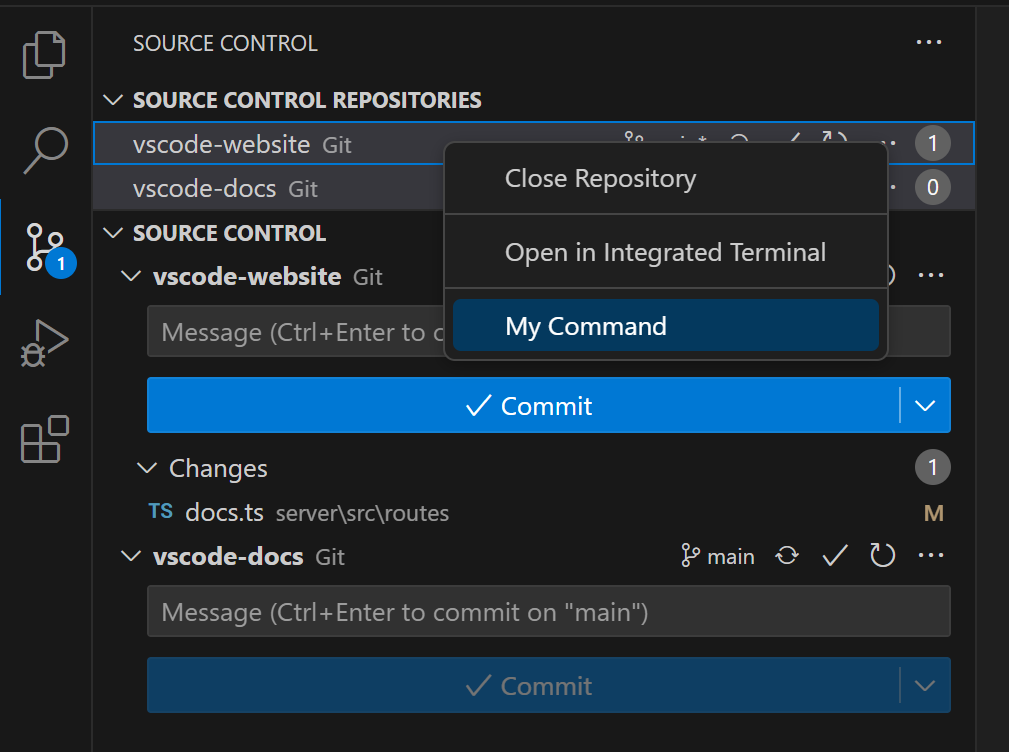 SOURCE CONTROL
SOURCE CONTROL REPOSITORIES
vscode-website Git 1
vscode-docs Git 0
Close Repository
Open in Integrated Terminal
My Command
SOURCE CONTROL
1
vscode-website Git
Message (Ctrl+Enter to c
Commit
Changes 1
TS docs.ts server\src\routes M
vscode-docs Git main
Message (Ctrl+Enter to commit on "main")
Commit